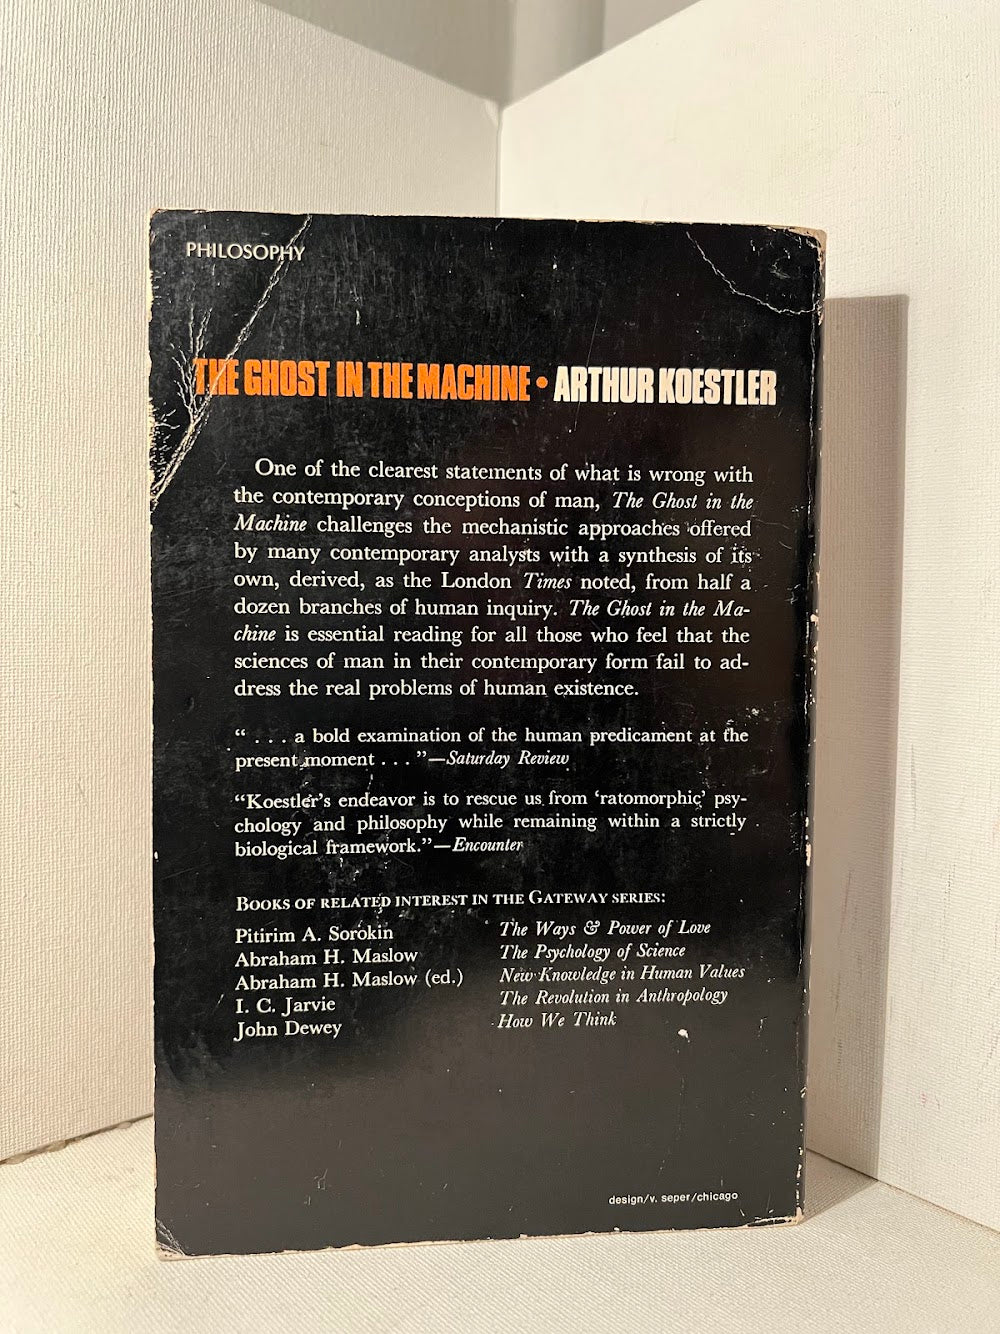 PHILOSOPHY
THE GHOST IN THE MACHINE • ARTHUR KOESTLER
One of the clearest statements of what is wrong with
the contemporary conceptions of man, The Ghost in the
Machine challenges the mechanistic approaches offered
by many contemporary analysts with a synthesis of its
own, derived, as the London Times noted, from half a
dozen branches of human inquiry. The Ghost in the Ma-
chine is essential reading for all those who feel that the
sciences of man in their contemporary form fail to ad-
dress the real problems of human existence.
“ . . . a bold examination of the human predicament at the
present moment . . . ”—Saturday Review
“Koestler’s endeavor is to rescue us from ‘ratomorphic’ psy-
chology and philosophy while remaining within a strictly
biological framework.”—Encounter
BOOKS OF RELATED INTEREST IN THE GATEWAY SERIES:
Pitirim A. Sorokin The Ways & Power of Love
Abraham H. Maslow The Psychology of Science
Abraham H. Maslow (ed.) New Knowledge in Human Values
I. C. Jarvie The Revolution in Anthropology
John Dewey How We Think
design/v. seper/chicago